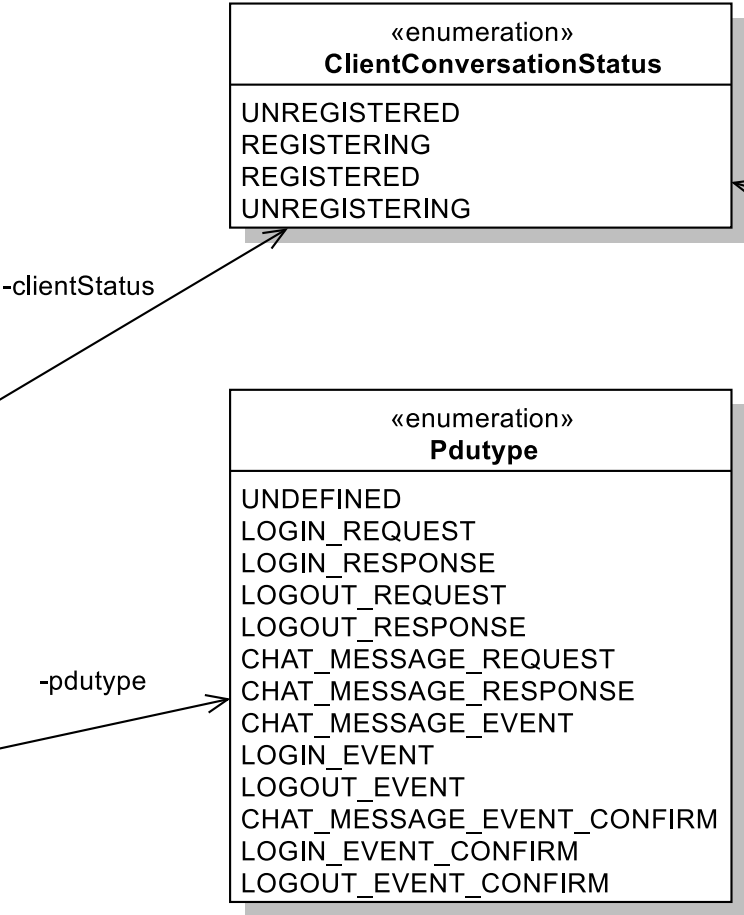 «enumeration»
ClientConversationStatus
UNREGISTERED
REGISTERING
REGISTERED
UNREGISTERING
-clientStatus
«enumeration»
Pdutype
UNDEFINED
LOGIN_REQUEST
LOGIN_RESPONSE
LOGOUT_REQUEST
LOGOUT_RESPONSE
CHAT_MESSAGE_REQUEST
CHAT_MESSAGE_RESPONSE
CHAT_MESSAGE_EVENT
LOGIN_EVENT
LOGOUT_EVENT
CHAT_MESSAGE_EVENT_CONFIRM
LOGIN_EVENT_CONFIRM
LOGOUT_EVENT_CONFIRM
-pdutype